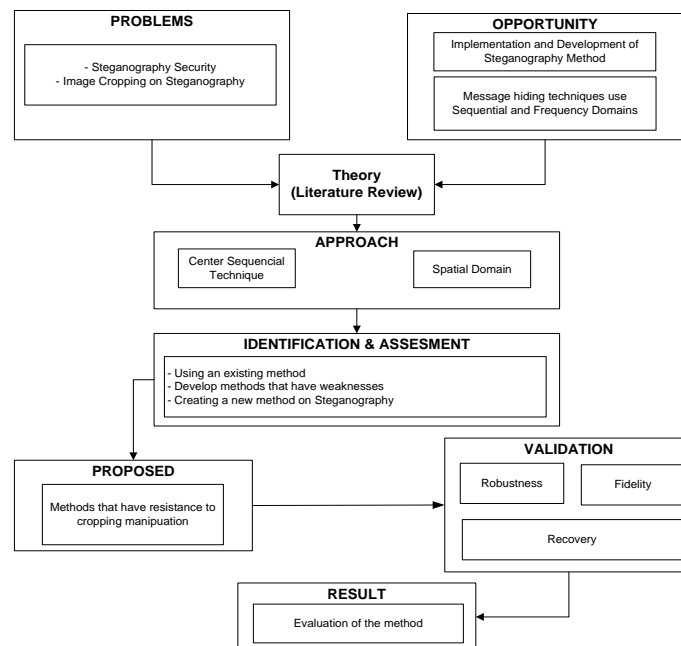 PROBLEMS
- Steganography Security
- Image Cropping on Steganography
OPPORTUNITY
Implementation and Development of
Steganography Method
Message hiding techniques use
Sequential and Frequency Domains
Theory
(Literature Review)
APPROACH
Center Sequencial
Technique
Spatial Domain
IDENTIFICATION & ASSESMENT
- Using an existing method
- Develop methods that have weaknesses
- Creating a new method on Steganography
PROPOSED
Methods that have resistance to
cropping manipuation
VALIDATION
Robustness
Fidelity
Recovery
RESULT
Evaluation of the method